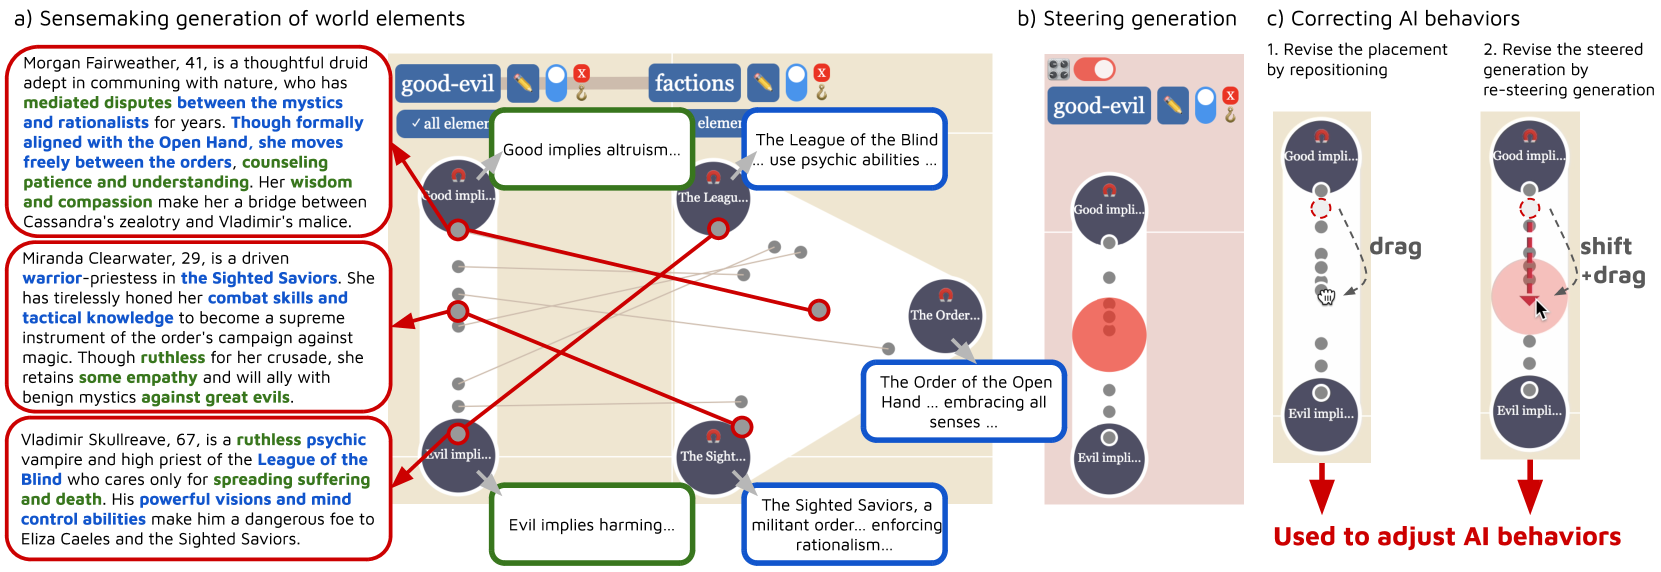 a) Sensemaking generation of world elements
Morgan Fairweather, 41, is a thoughtful druid
adept in communing with nature, who has
mediated disputes between the mystics
and rationalists for years. Though formally
aligned with the Open Hand, she moves
freely between the orders, counseling
patience and understanding. Her wisdom
and compassion make her a bridge between
Cassandra's zealotry and Vladimir's malice.
Miranda Clearwater, 29, is a driven
warrior-priestess in the Sighted Saviors. She
has tirelessly honed her combat skills and
tactical knowledge to become a supreme
instrument of the order's campaign against
magic. Though ruthless for her crusade, she
retains some empathy and will ally with
benign mystics against great evils.
Vladimir Skullreave, 67, is a ruthless psychic
vampire and high priest of the League of the
Blind who cares only for spreading suffering
and death. His powerful visions and mind
control abilities make him a dangerous foe to
Eliza Caeles and the Sighted Saviors.
good-evil
X
factions
X
✓ all elemen
elemen
Good implies altruism...
The League of the Blind
... use psychic abilities ...
Good impli...
The Leagu...
The Order...
The Order of the Open
Hand ... embracing all
senses ...
Evil impli...
The Sight...
Evil implies harming...
The Sighted Saviors, a
militant order... enforcing
rationalism...
b) Steering generation
good-evil
X
Good impli...
Evil impli...
c) Correcting AI behaviors
1. Revise the placement
by repositioning
Good impli...
drag
Evil impli...
2. Revise the steered
generation by
re-steering generation
Good impli...
shift
+drag
Evil impli...
Used to adjust AI behaviors